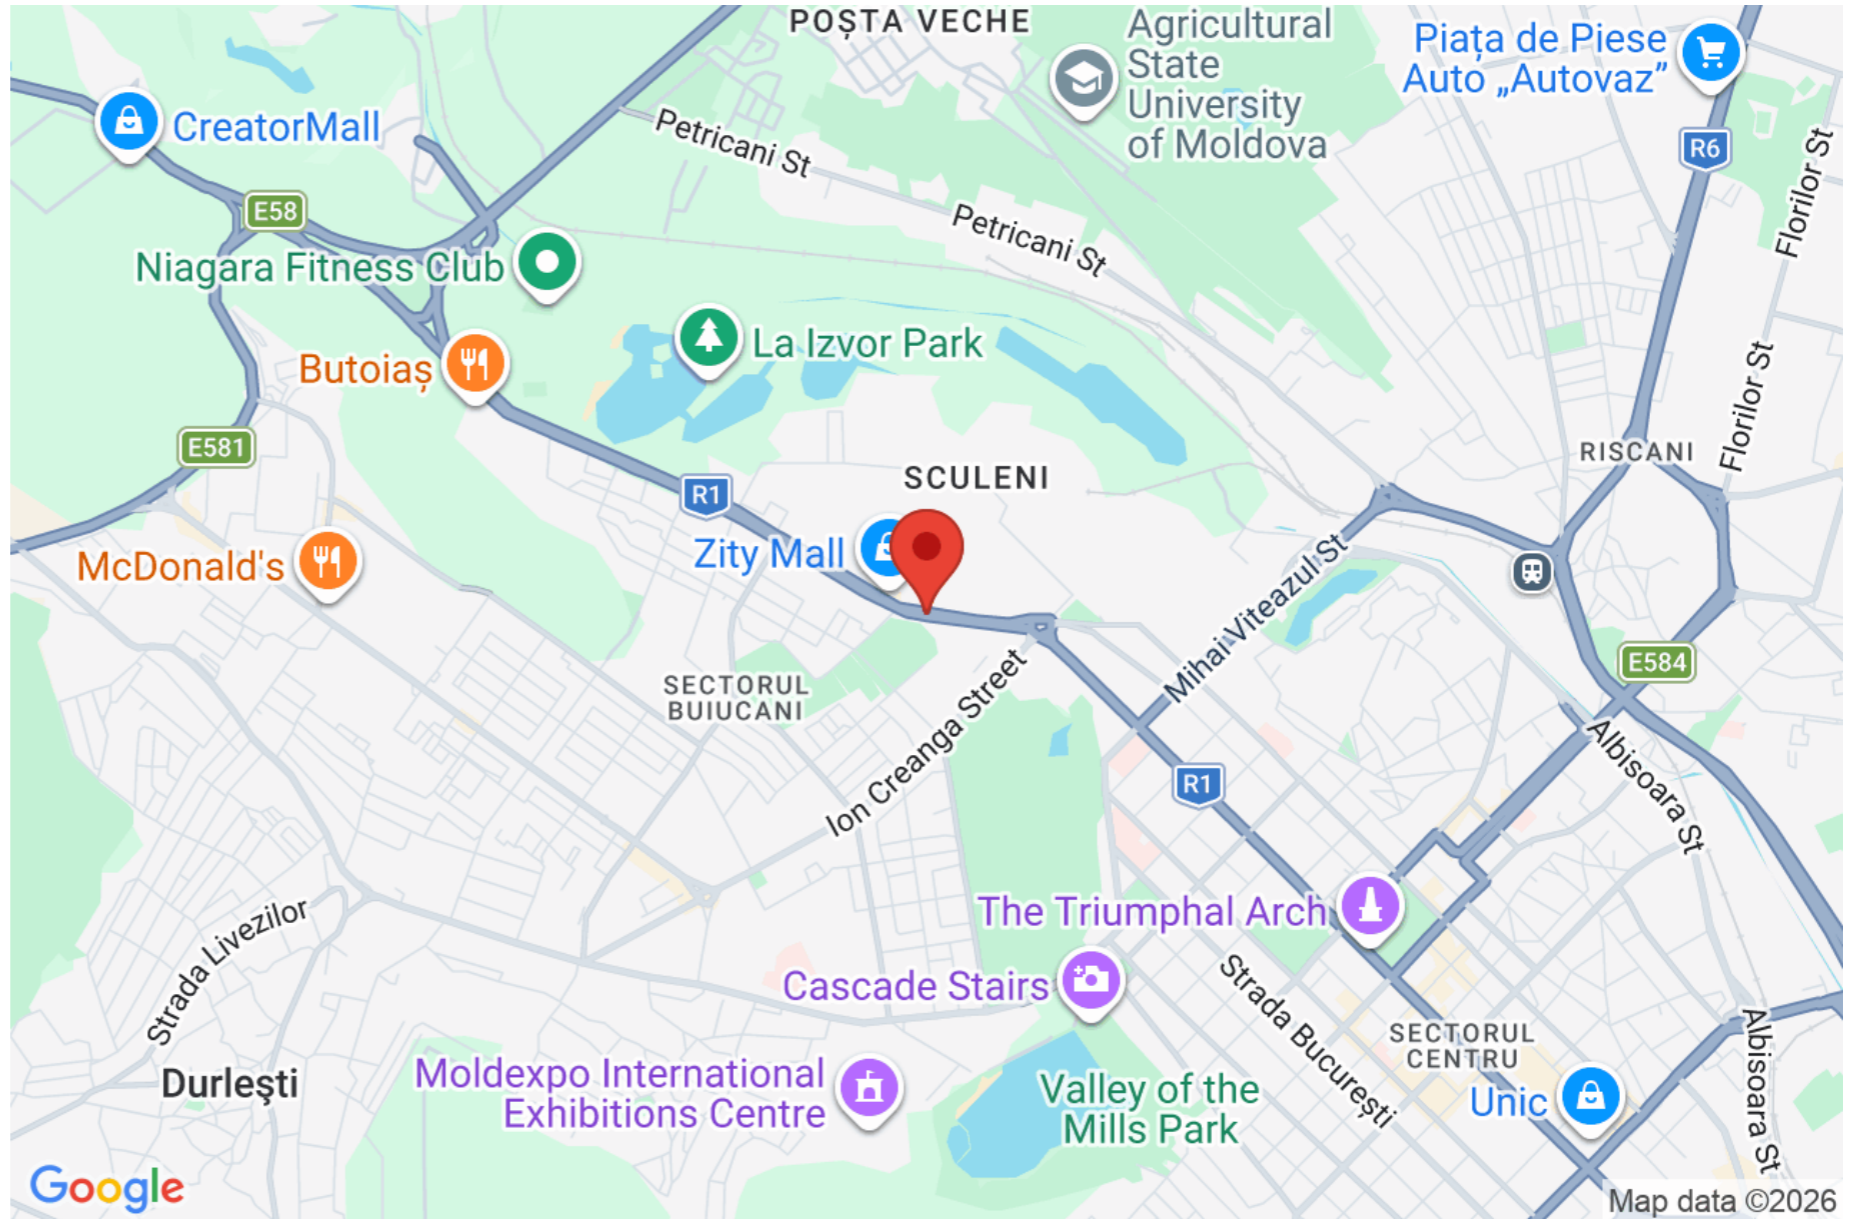 POȘTA VECHE
Agricultural
State
University
of Moldova
Piața de Piese
Auto „Autovaz”
CreatorMall
Petricani St
R6
Florilor St
E58
Petricani St
Niagara Fitness Club
La Izvor Park
Butoiaș
Florilor St
E581
RISCANI
SCULENI
R1
Zity Mall
McDonald's
Mihai Viteazul St
E584
SECTORUL
BUIUCANI
Ion Creanga Street
R1
Albisoara St
The Triumphal Arch
Strada Livezilor
Cascade Stairs
Strada București
SECTORUL
CENTRU
Albisoara St
Durleşti
Moldexpo International
Exhibitions Centre
Valley of the
Mills Park
Unic
Google
Map data ©2026